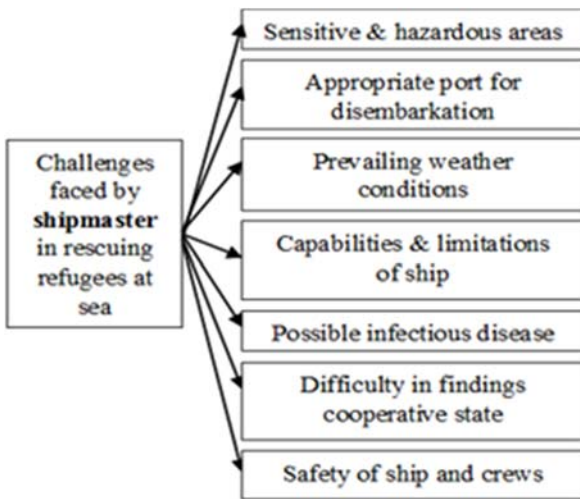 Challenges
faced by
shipmaster
in rescuing
refugees at
sea
Sensitive & hazardous areas
Appropriate port for
disembarkation
Prevailing weather
conditions
Capabilities & limitations
of ship
Possible infectious disease
Difficulty in findings
cooperative state
Safety of ship and crews